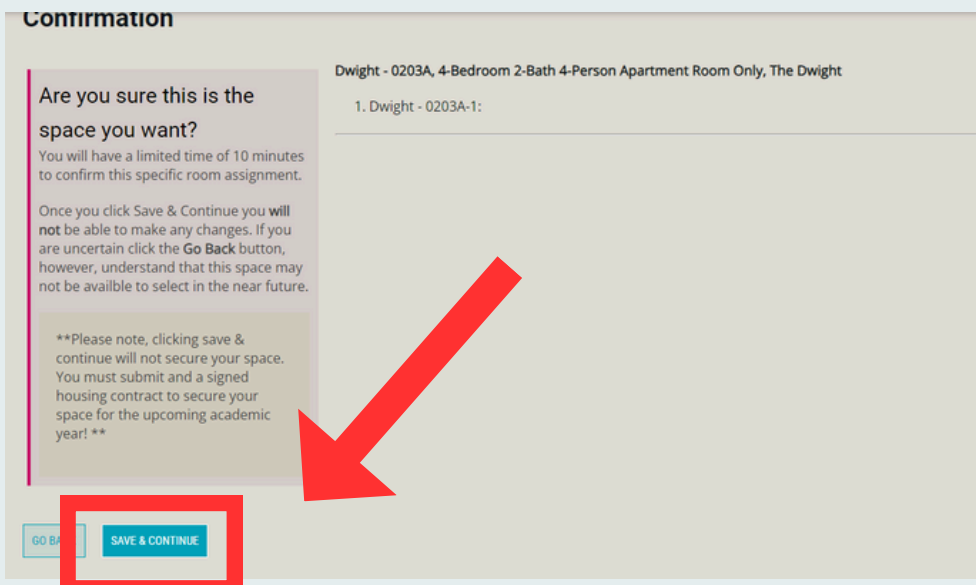 Confirmation
Dwight - 0203A, 4-Bedroom 2-Bath 4-Person Apartment Room Only, The Dwight
1. Dwight - 0203A-1:
Are you sure this is the
space you want?
You will have a limited time of 10 minutes
to confirm this specific room assignment.
Once you click Save & Continue you will
not be able to make any changes. If you
are uncertain click the Go Back button,
however, understand that this space may
not be availble to select in the near future.
**Please note, clicking save &
continue will not secure your space.
You must submit and a signed
housing contract to secure your
space for the upcoming academic
year! **
GO
SAVE & CONTINUE